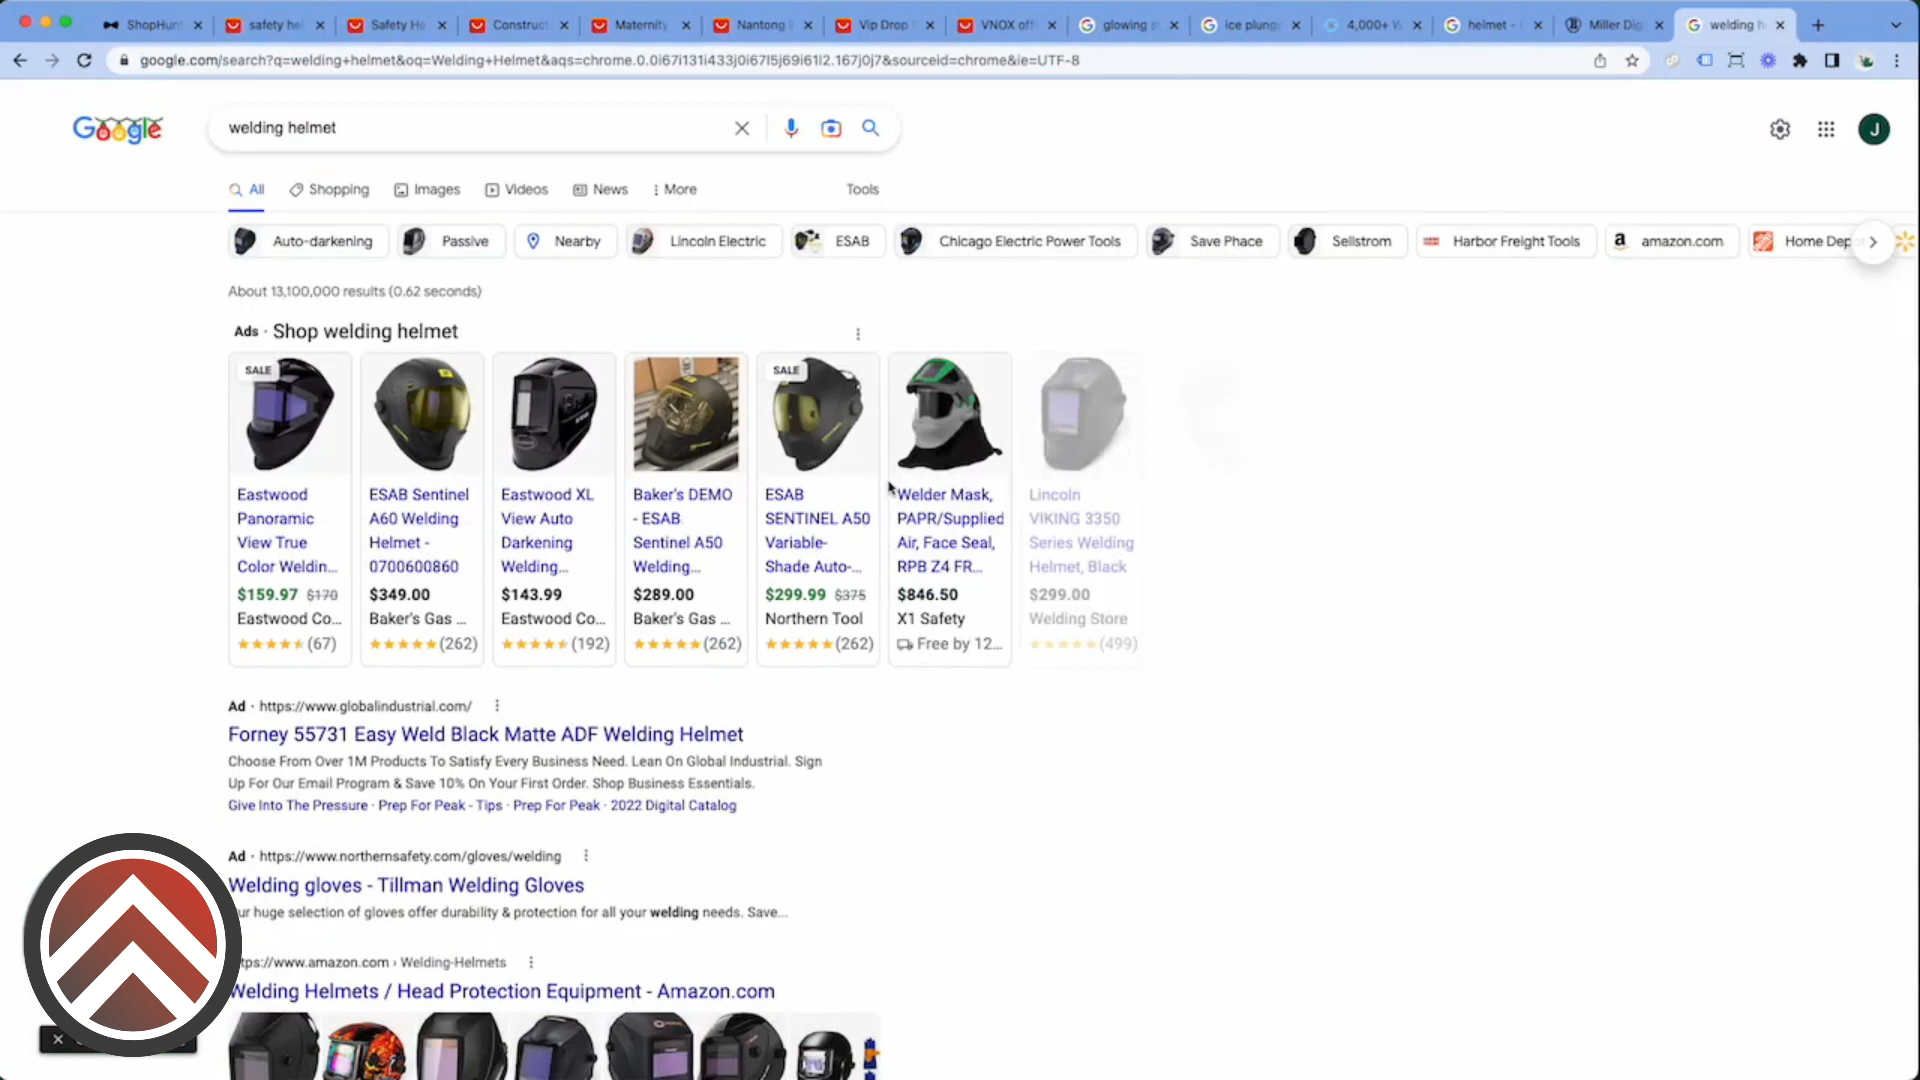 ShopHunt
safety he
Safety He
Construct
Maternity
Nantong
Vip Drop
VNOX off
glowing s
ice plung
4,000+ W
helmet -
Miller Dig
welding h
google.com/search?q=welding+helmet&oq=Welding+Helmet&aqs=chrome.0.0i67i131i433j0i67l5j69i61l2.167j0j7&sourceid=chrome&ie=UTF-8
Google
welding helmet
J
All
Shopping
Images
Videos
News
More
Tools
Auto-darkening
Passive
Nearby
Lincoln Electric
ESAB
Chicago Electric Power Tools
Save Phace
Sellstrom
Harbor Freight Tools
amazon.com
Home Dep
About 13,100,000 results (0.62 seconds)
Ads · Shop welding helmet
SALE
Eastwood
Panoramic
View True
Color Weldin...
$159.97 $170
Eastwood Co...
(67)
ESAB Sentinel
A60 Welding
Helmet -
0700600860
$349.00
Baker's Gas ...
(262)
Eastwood XL
View Auto
Darkening
Welding...
$143.99
Eastwood Co...
(192)
Baker's DEMO
- ESAB
Sentinel A50
Welding...
$289.00
Baker's Gas ...
(262)
SALE
ESAB
SENTINEL A50
Variable-
Shade Auto-...
$299.99 $375
Northern Tool
(262)
Welder Mask,
PAPR/Supplied
Air, Face Seal,
RPB Z4 FR...
$846.50
X1 Safety
Free by 12...
Lincoln
VIKING 3350
Series Welding
Helmet, Black
$299.00
Welding Store
(499)
Ad · https://www.globalindustrial.com/
Forney 55731 Easy Weld Black Matte ADF Welding Helmet
Choose From Over 1M Products To Satisfy Every Business Need. Lean On Global Industrial. Sign
Up For Our Email Program & Save 10% On Your First Order. Shop Business Essentials.
Give Into The Pressure · Prep For Peak - Tips · Prep For Peak · 2022 Digital Catalog
Ad · https://www.northernsafety.com/gloves/welding
Welding gloves - Tillman Welding Gloves
ur huge selection of gloves offer durability & protection for all your welding needs. Save...
tps://www.amazon.com › Welding-Helmets
Welding Helmets / Head Protection Equipment - Amazon.com